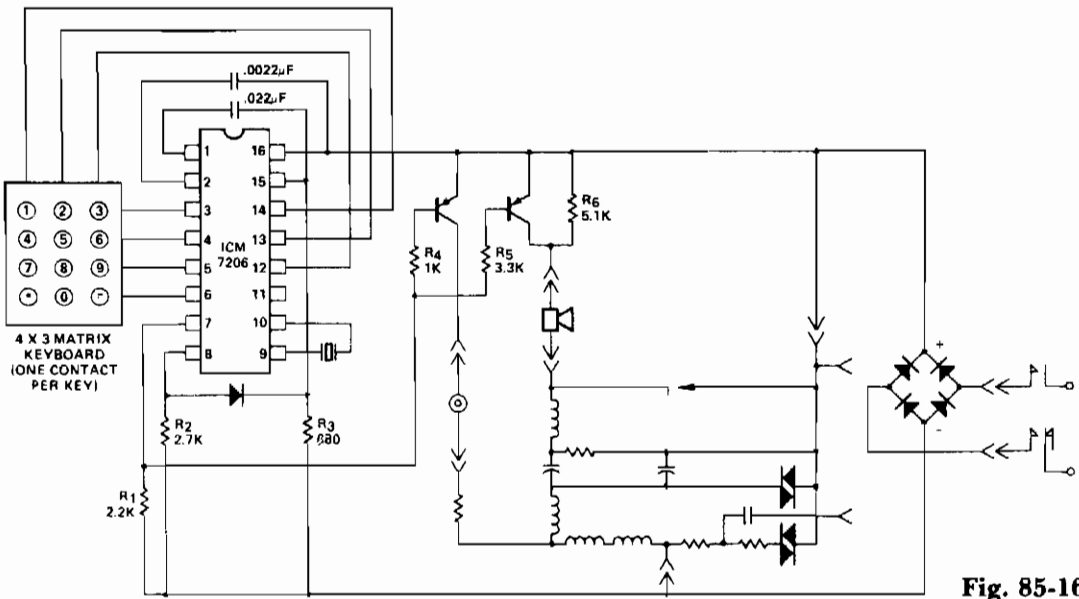 .0022µF
.022µF
1 16
2 15
3 14
4 13
5 12
6 11
7 10
8 9
ICM
7206
1 2 3
4 5 6
7 8 9
* 0 -
4 X 3 MATRIX
KEYBOARD
(ONE CONTACT
PER KEY)
R4
1K
R5
3.3K
R6
5.1K
R2
2.7K
R3
680
R1
2.2K
+
-
Fig. 85-16